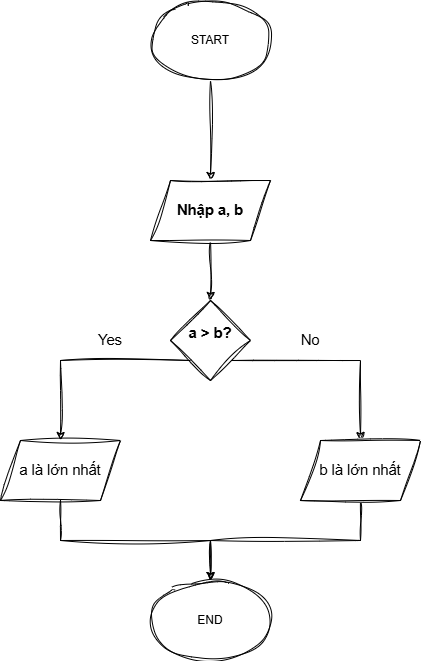 START
Nhập a, b
a > b?
Yes
No
a là lớn nhất
b là lớn nhất
END